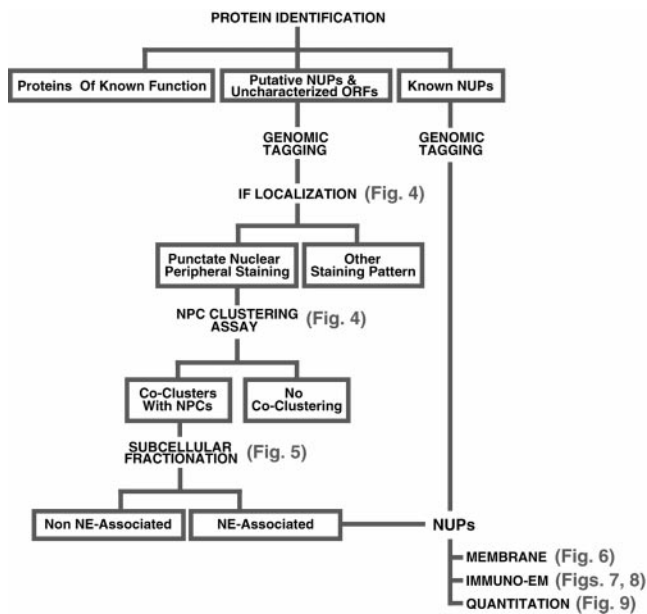 PROTEIN IDENTIFICATION
Proteins Of Known Function
Putative NUPs &
Uncharacterized ORFs
Known NUPs
GENOMIC
TAGGING
GENOMIC
TAGGING
IF LOCALIZATION (Fig. 4)
Punctate Nuclear
Peripheral Staining
Other
Staining Pattern
NPC CLUSTERING
ASSAY (Fig. 4)
Co-Clusters
With NPCs
No
Co-Clustering
SUBCELLULAR
FRACTIONATION (Fig. 5)
Non NE-Associated
NE-Associated
NUPs
MEMBRANE (Fig. 6)
IMMUNO-EM (Figs. 7, 8)
QUANTITATION (Fig. 9)